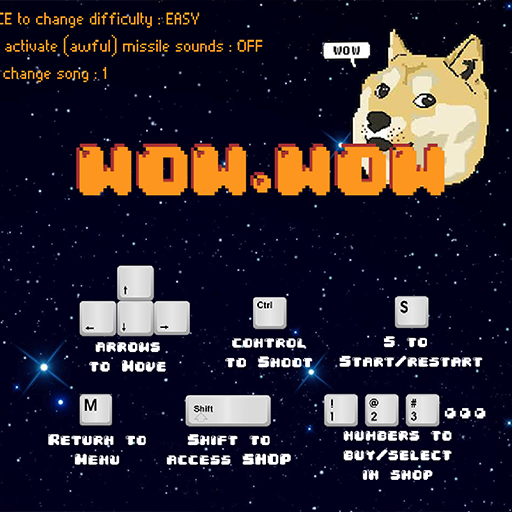 CE to change difficulty : EASY
activate (awful) missile sounds : OFF
change song : 1
WOW
WOW.WOW
↑
← ↓ →
Ctrl
S
ARROWS
TO MOVE
CONTROL
TO SHOOT
S TO
START/RESTART
M
Shift
! 1 @ 2 # 3 ...
RETURN TO
MENU
SHIFT TO
ACCESS SHOP
NUMBERS TO
BUY/SELECT
IN SHOP